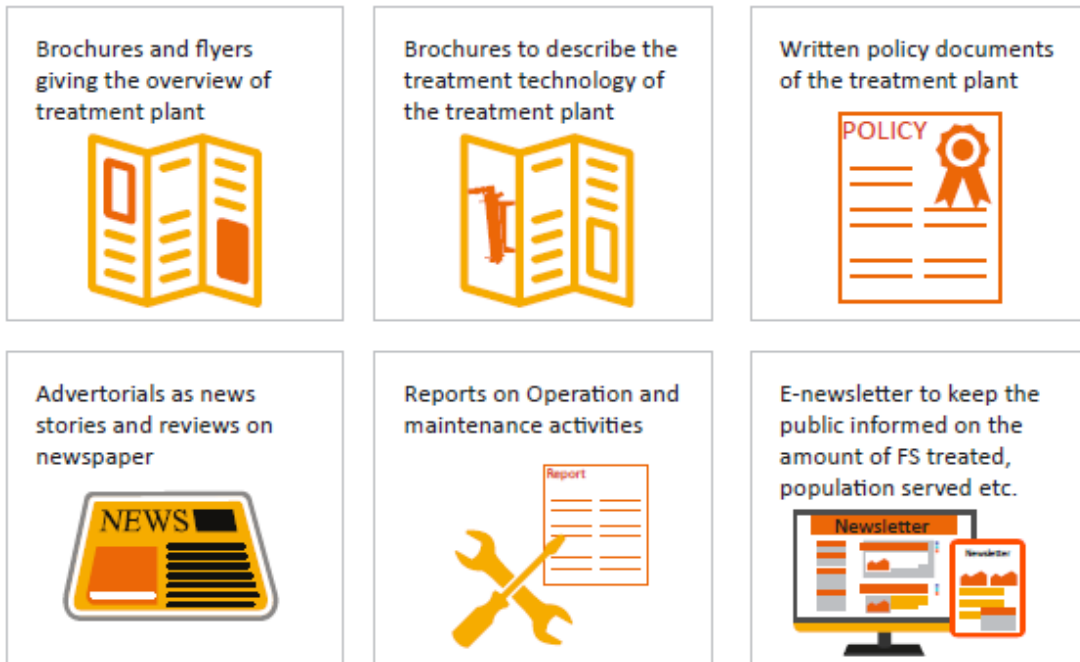 Brochures and flyers
giving the overview of
treatment plant
Brochures to describe the
treatment technology of
the treatment plant
Written policy documents
of the treatment plant
POLICY
Advertorials as news
stories and reviews on
newspaper
NEWS
Reports on Operation and
maintenance activities
Report
E-newsletter to keep the
public informed on the
amount of FS treated,
population served etc.
Newsletter
Newsletter